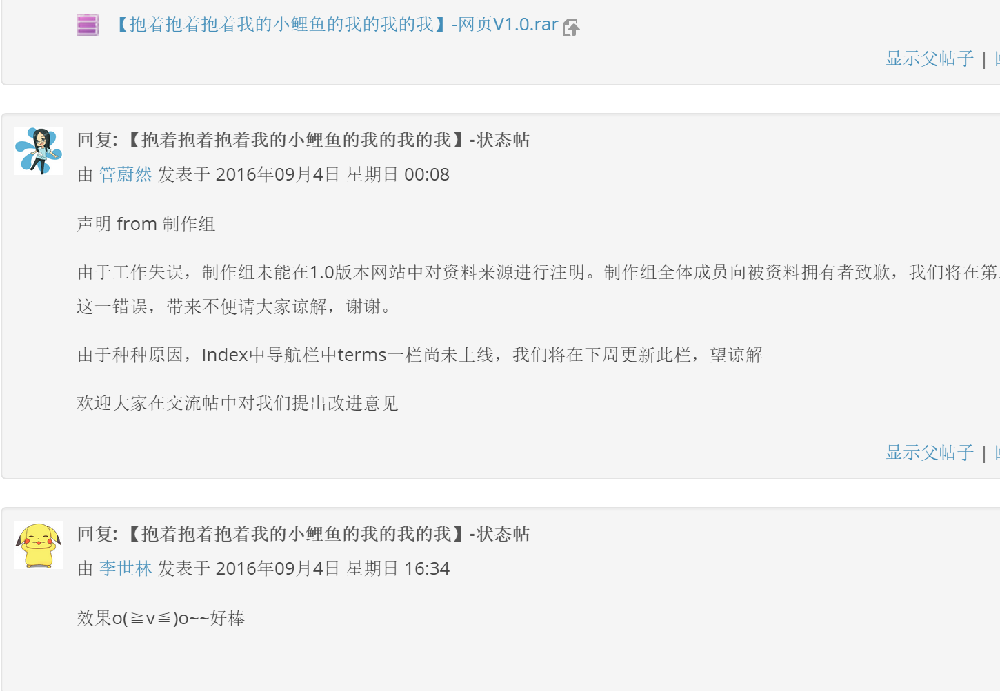 【抱着抱着抱着我的小鲤鱼的我的我的我】-网页V1.0.rar
显示父帖子 |
回复: 【抱着抱着抱着我的小鲤鱼的我的我的我】-状态帖
由 管蔚然 发表于 2016年09月4日 星期日 00:08
声明 from 制作组
由于工作失误，制作组未能在1.0版本网站中对资料来源进行注明。制作组全体成员向被资料拥有者致歉，我们将在第
这一错误，带来不便请大家谅解，谢谢。
由于种种原因，Index中导航栏中terms一栏尚未上线，我们将在下周更新此栏，望谅解
欢迎大家在交流帖中对我们提出改进意见
显示父帖子 |
回复: 【抱着抱着抱着我的小鲤鱼的我的我的我】-状态帖
由 李世林 发表于 2016年09月4日 星期日 16:34
效果o(≧v≦)o~~好棒